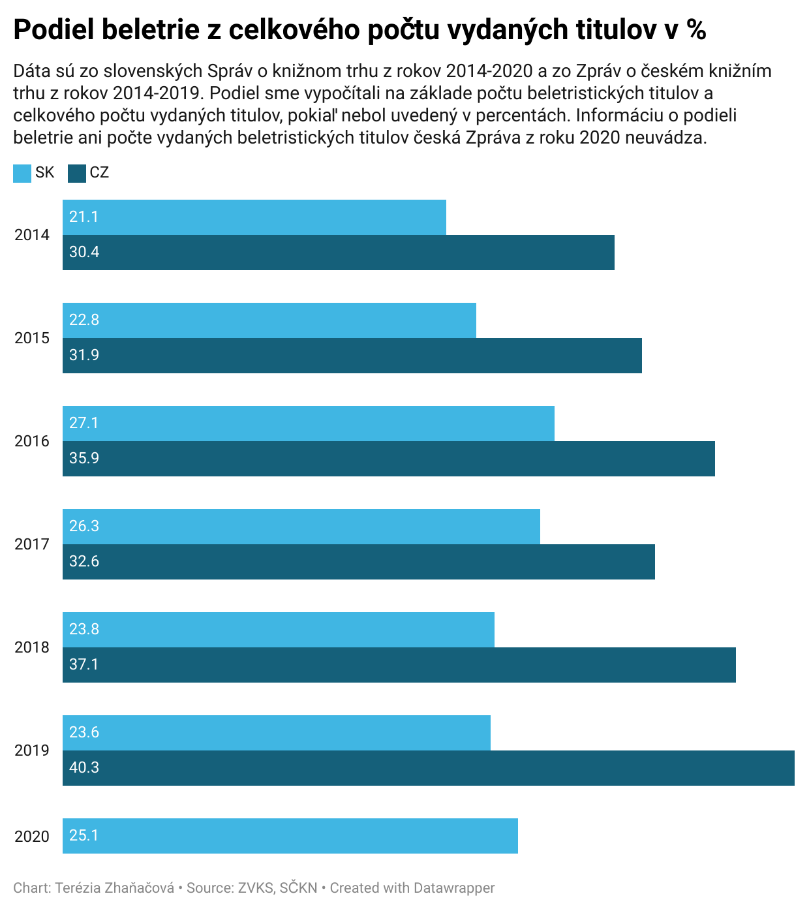 Podiel beletrie z celkového počtu vydaných titulov v %
Dáta sú zo slovenských Správ o knižnom trhu z rokov 2014-2020 a zo Zpráv o českém knižním
trhu z rokov 2014-2019. Podiel sme vypočítali na základe počtu beletristických titulov a
celkového počtu vydaných titulov, pokiaľ nebol uvedený v percentách. Informáciu o podieli
beletrie ani počte vydaných beletristických titulov česká Zpráva z roku 2020 neuvádza.
SK CZ
2014
21.1
30.4
2015
22.8
31.9
2016
27.1
35.9
2017
26.3
32.6
2018
23.8
37.1
2019
23.6
40.3
2020
25.1
Chart: Terézia Zhaňačová • Source: ZVKS, SČKN • Created with Datawrapper